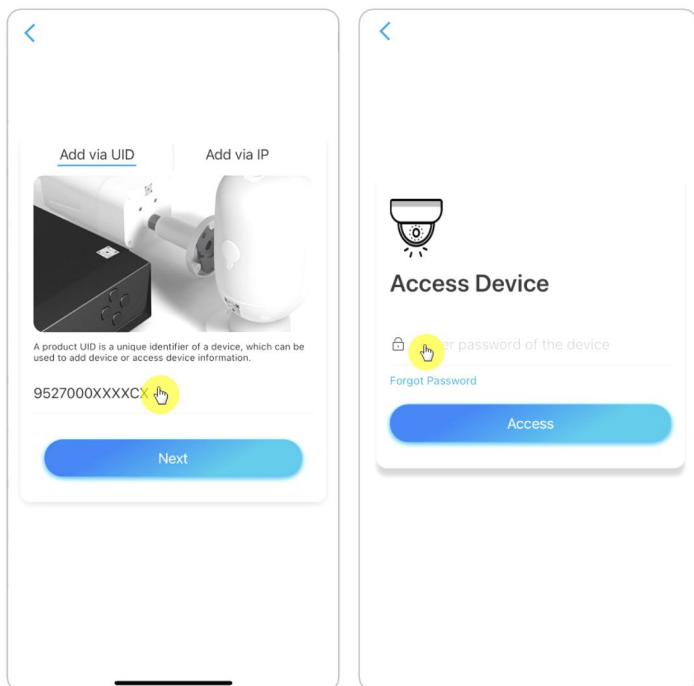 Add via UID
Add via IP
A product UID is a unique identifier of a device, which can be
used to add device or access device information.
9527000XXXXCX
Next
Access Device
er password of the device
Forgot Password
Access